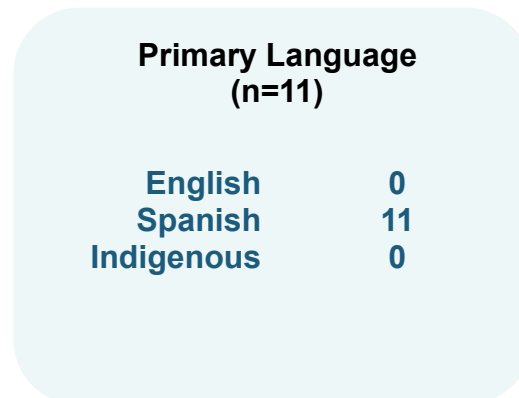 Primary Language
(n=11)
English 0
Spanish 11
Indigenous 0